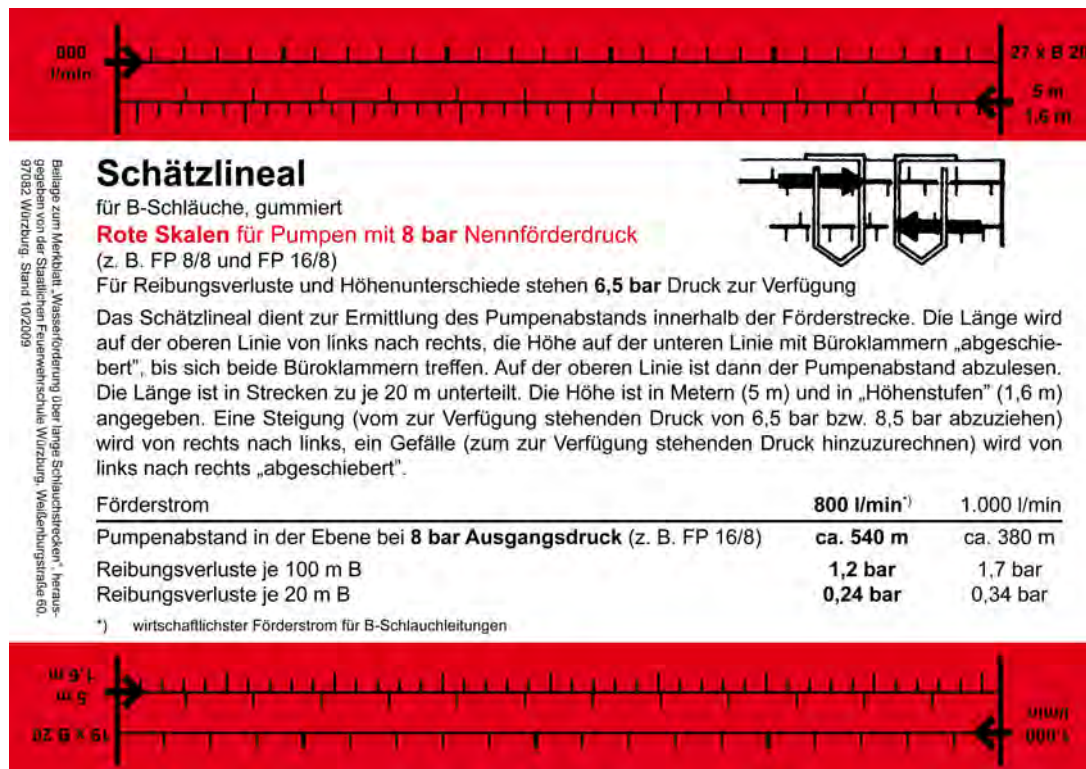 800
l/min
27 x B 20
5 m
1,6 m
Beilage zum Merkblatt „Wasserförderung über lange Schlauchstrecken“, heraus-
gegeben von der Staatlichen Feuerwehrschule Würzburg, Weißenburgstraße 60,
97082 Würzburg. Stand 10/2009
Schätzlineal
für B-Schläuche, gummiert
Rote Skalen für Pumpen mit 8 bar Nennförderdruck
(z. B. FP 8/8 und FP 16/8)
Für Reibungsverluste und Höhenunterschiede stehen 6,5 bar Druck zur Verfügung
Das Schätzlineal dient zur Ermittlung des Pumpenabstands innerhalb der Förderstrecke. Die Länge wird
auf der oberen Linie von links nach rechts, die Höhe auf der unteren Linie mit Büroklammern „abgeschie-
bert“, bis sich beide Büroklammern treffen. Auf der oberen Linie ist dann der Pumpenabstand abzulesen.
Die Länge ist in Strecken zu je 20 m unterteilt. Die Höhe ist in Metern (5 m) und in „Höhenstufen” (1,6 m)
angegeben. Eine Steigung (vom zur Verfügung stehenden Druck von 6,5 bar bzw. 8,5 bar abzuziehen)
wird von rechts nach links, ein Gefälle (zum zur Verfügung stehenden Druck hinzuzurechnen) wird von
links nach rechts „abgeschiebert“.
Förderstrom 800 l/min*) 1.000 l/min
Pumpenabstand in der Ebene bei 8 bar Ausgangsdruck (z. B. FP 16/8) ca. 540 m ca. 380 m
Reibungsverluste je 100 m B 1,2 bar 1,7 bar
Reibungsverluste je 20 m B 0,24 bar 0,34 bar
*) wirtschaftlichster Förderstrom für B-Schlauchleitungen
1.000
l/min
19 x B 20
5 m
1,6 m